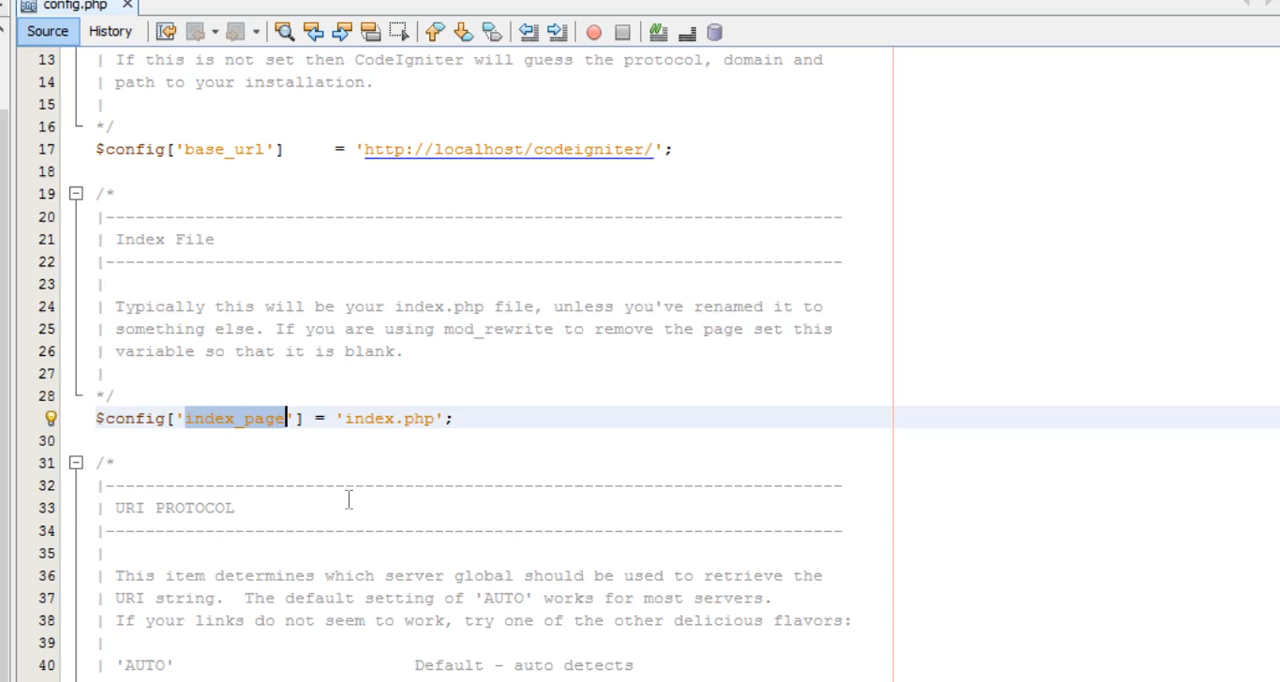 config.php
Source History
13 | If this is not set then CodeIgniter will guess the protocol, domain and
14 | path to your installation.
15 |
16 */
17 $config['base_url'] = 'http://localhost/codeigniter/';
18
19 /*
20 |--------------------------------------------------------------------------
21 | Index File
22 |--------------------------------------------------------------------------
23 |
24 | Typically this will be your index.php file, unless you've renamed it to
25 | something else. If you are using mod_rewrite to remove the page set this
26 | variable so that it is blank.
27 |
28 */
$config['index_page'] = 'index.php';
30
31 /*
32 |--------------------------------------------------------------------------
33 | URI PROTOCOL
34 |--------------------------------------------------------------------------
35 |
36 | This item determines which server global should be used to retrieve the
37 | URI string.  The default setting of 'AUTO' works for most servers.
38 | If your links do not seem to work, try one of the other delicious flavors:
39 |
40 | 'AUTO' Default - auto detects